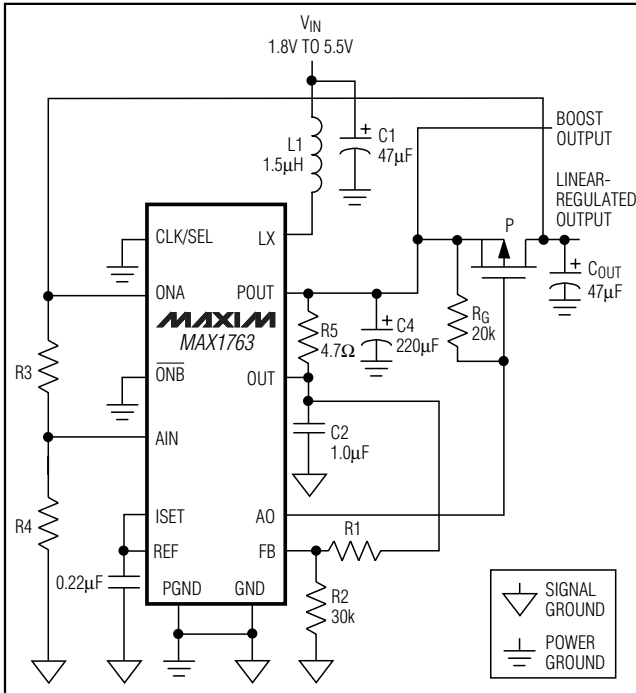 VIN
1.8V TO 5.5V
L1
1.5µH
C1
47µF
BOOST
OUTPUT
LINEAR-
REGULATED
OUTPUT
P
COUT
47µF
CLK/SEL
LX
ONA
POUT
MAXIM
MAX1763
R5
4.7Ω
C4
220µF
RG
20k
R3
ONB
OUT
AIN
C2
1.0µF
R4
ISET
AO
REF
FB
R1
0.22µF
PGND
GND
R2
30k
SIGNAL
GROUND
POWER
GROUND